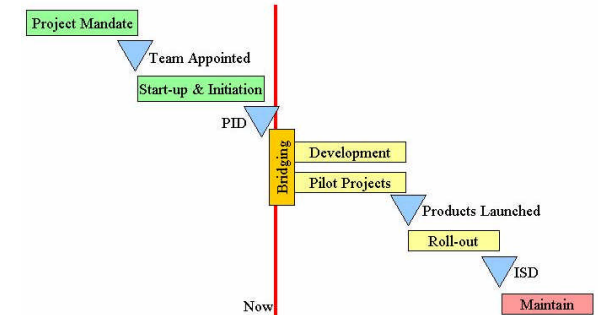 Project Mandate
Team Appointed
Start-up & Initiation
PID
Bridging
Development
Pilot Projects
Products Launched
Roll-out
ISD
Now
Maintain